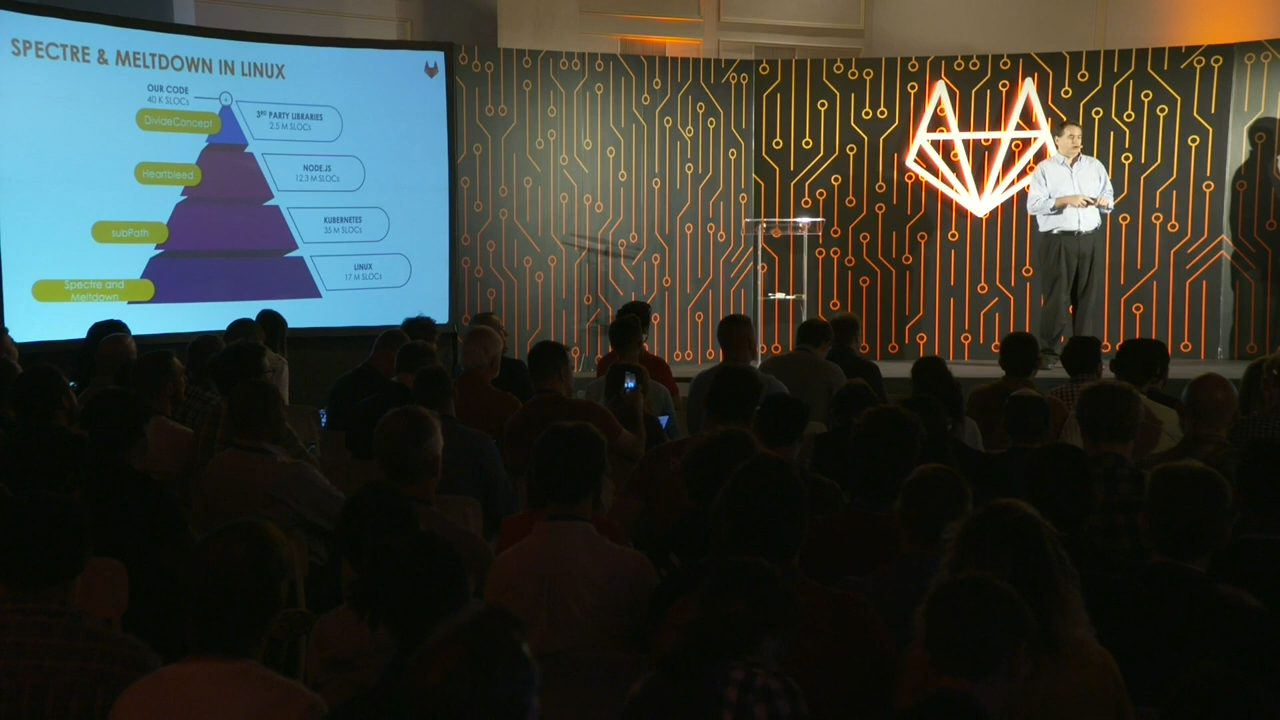 SPECTRE & MELTDOWN IN LINUX
OUR CODE
40 K SLOCs
3RD PARTY LIBRARIES
2.5 M SLOCs
DivideConcept
NODE.JS
12.3 M SLOCs
Heartbleed
KUBERNETES
35 M SLOCs
subPath
LINUX
17 M SLOCs
Spectre and
Meltdown